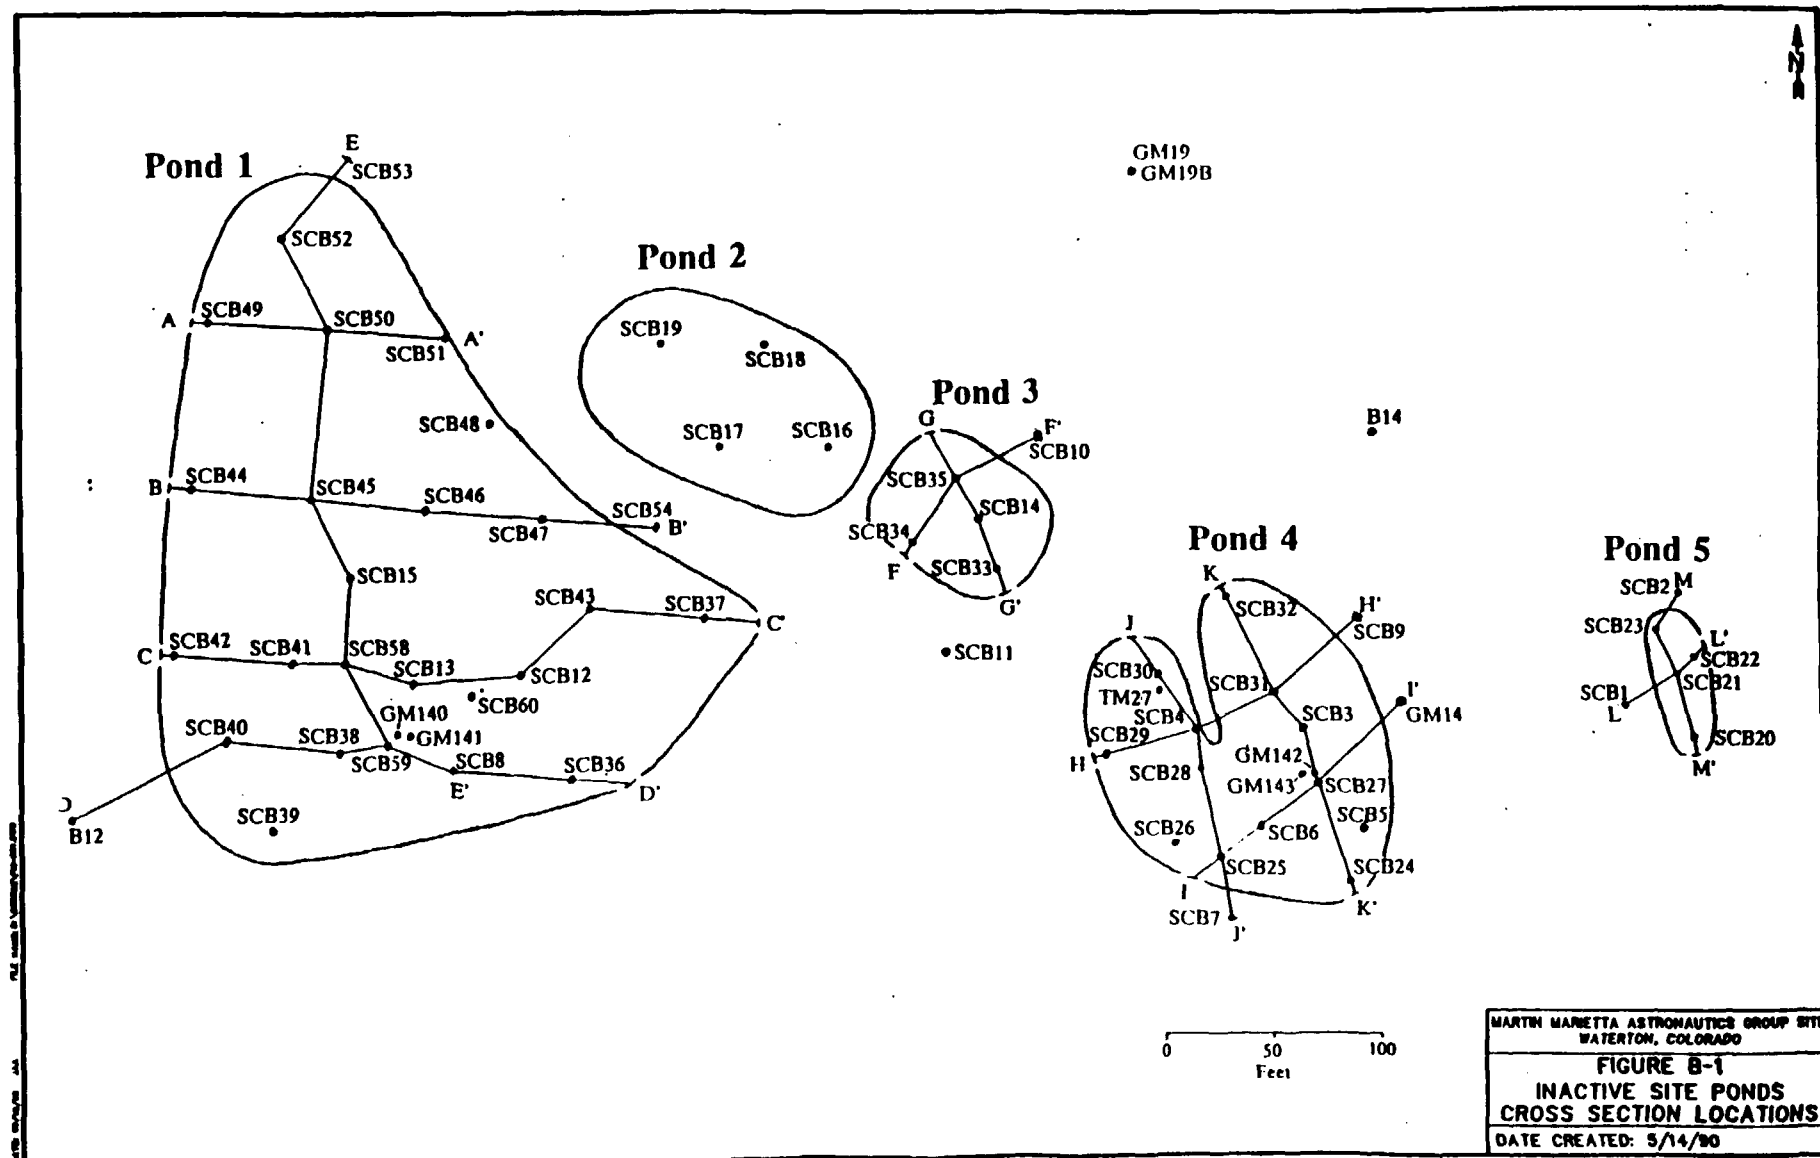 N
E
Pond 1
SCB53
SCB52
A
SCB49
SCB50
SCB51
A'
SCB48
B
SCB44
SCB45
SCB46
SCB47
SCB54
B'
SCB15
SCB43
SCB37
C'
C
SCB42
SCB41
SCB58
SCB13
SCB12
SCB60
GM140
GM141
SCB40
SCB38
SCB59
SCB8
E'
SCB36
D'
SCB39
B12
Pond 2
SCB19
SCB18
SCB17
SCB16
GM19
GM19B
Pond 3
G
F'
SCB10
SCB35
SCB14
SCB34
F
SCB33
G'
SCB11
B14
Pond 4
K
SCB32
H'
SCB9
J
SCB30
TM27
SCB31
SCB4
SCB3
I'
GM14
SCB29
H
SCB28
GM142
GM143
SCB27
SCB26
SCB6
SCB5
SCB25
SCB24
I
SCB7
K'
J'
Pond 5
SCB2
M
SCB23
L'
SCB22
SCB21
SCB1
L
SCB20
M'
0 50 100
Feet
MARTIN MARIETTA ASTRONAUTICS GROUP SITE
WATERTON, COLORADO
FIGURE B-1
INACTIVE SITE PONDS
CROSS SECTION LOCATIONS
DATE CREATED: 5/14/90